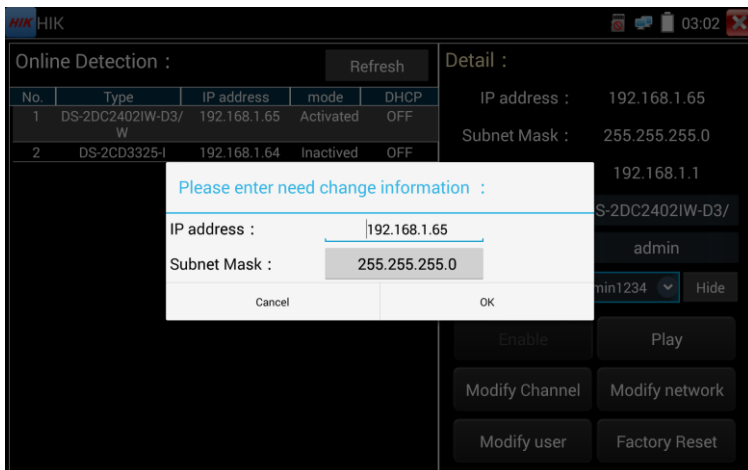 HIK HIK 03:02
Online Detection : Refresh
No. Type IP address mode DHCP
1 DS-2DC2402IW-D3/W 192.168.1.65 Activated OFF
2 DS-2CD3325-I 192.168.1.64 Inactived OFF
Detail :
IP address : 192.168.1.65
Subnet Mask : 255.255.255.0
192.168.1.1
S-2DC2402IW-D3/
admin
min1234 Hide
Enable Play
Modify Channel Modify network
Modify user Factory Reset
Please enter need change information :
IP address : 192.168.1.65
Subnet Mask : 255.255.255.0
Cancel OK